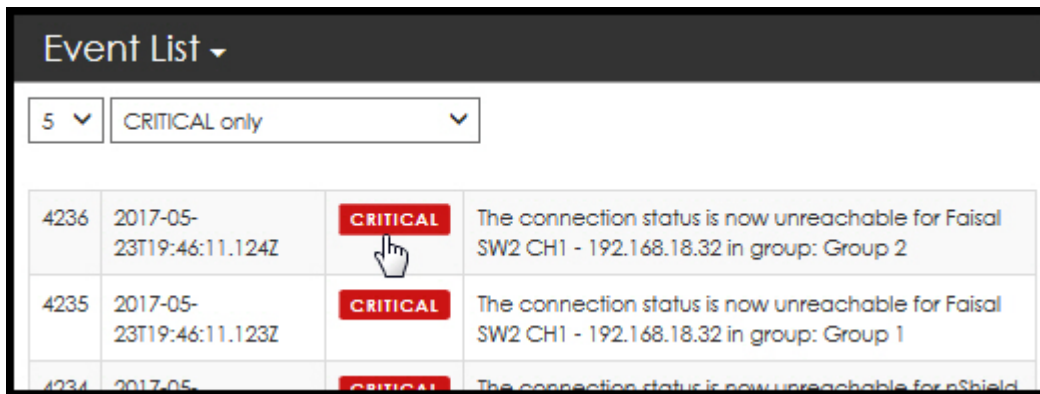 Event List
5 CRITICAL only
4236 2017-05- CRITICAL The connection status is now unreachable for Faisal
23T19:46:11.124Z SW2 CH1 - 192.168.18.32 in group: Group 2
4235 2017-05- CRITICAL The connection status is now unreachable for Faisal
23T19:46:11.123Z SW2 CH1 - 192.168.18.32 in group: Group 1
4234 2017-05- CRITICAL The connection status is now unreachable for nShield